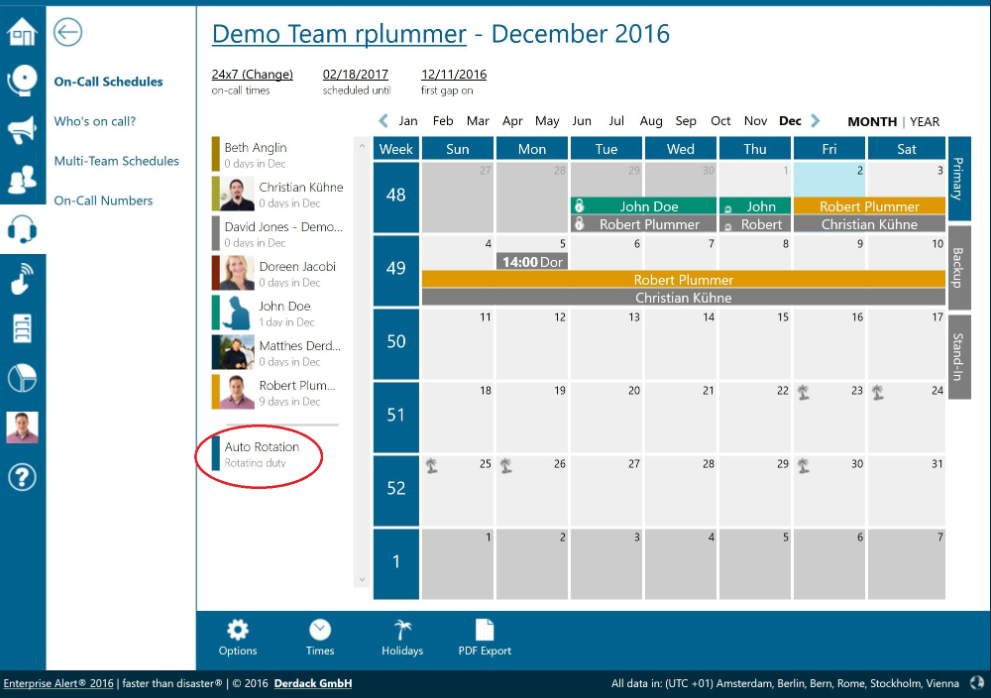 Demo Team rplummer - December 2016
On-Call Schedules
Who's on call?
Multi-Team Schedules
On-Call Numbers
24x7 (Change) 02/18/2017 12/11/2016
on-call times scheduled until first gap on
Jan Feb Mar Apr May Jun Jul Aug Sep Oct Nov Dec MONTH | YEAR
Beth Anglin
0 days in Dec
Christian Kühne
0 days in Dec
David Jones - Demo...
0 days in Dec
Doreen Jacobi
0 days in Dec
John Doe
1 day in Dec
Matthes Derd...
0 days in Dec
Robert Plum...
9 days in Dec
Auto Rotation
Rotating duty
Week Sun Mon Tue Wed Thu Fri Sat
48 27 28 29 30 1 2 3
John Doe John Robert Plummer
Robert Plummer Robert Christian Kühne
49 4 5 6 7 8 9 10
14:00 Dor
Robert Plummer
Christian Kühne
50 11 12 13 14 15 16 17
51 18 19 20 21 22 23 24
52 25 26 27 28 29 30 31
1 1 2 3 4 5 6 7
Primary
Backup
Stand-In
Options Times Holidays PDF Export
Enterprise Alert® 2016 | faster than disaster® | © 2016 Derdack GmbH
All data in: (UTC +01) Amsterdam, Berlin, Bern, Rome, Stockholm, Vienna